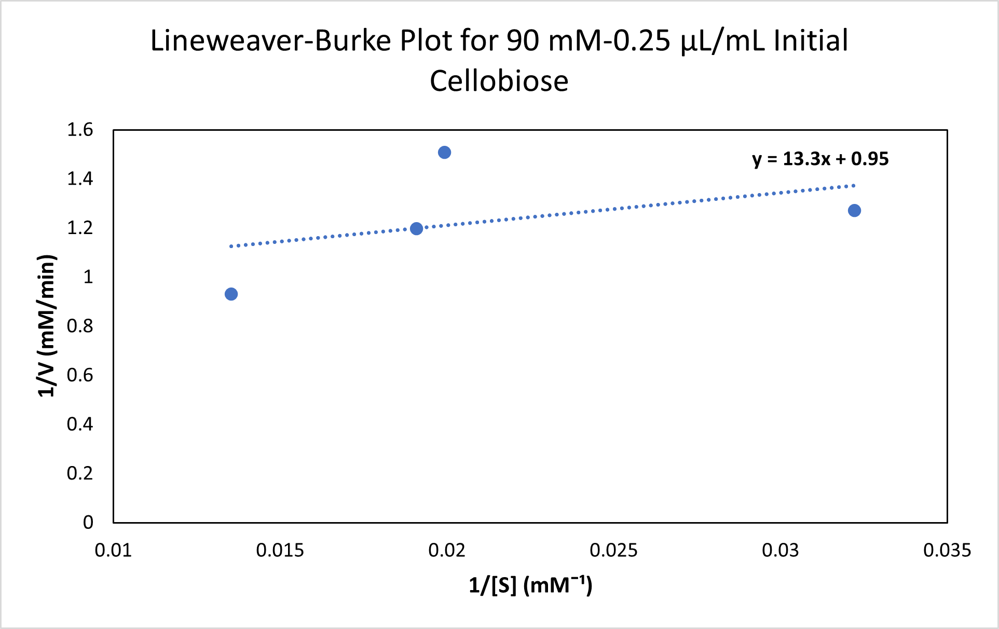 Lineweaver-Burke Plot for 90 mM-0.25 µL/mL Initial
Cellobiose
1.6
1.4
1.2
1
0.8
0.6
0.4
0.2
0
y = 13.3x + 0.95
1/V (mM/min)
0.01 0.015 0.02 0.025 0.03 0.035
1/[S] (mM⁻¹)